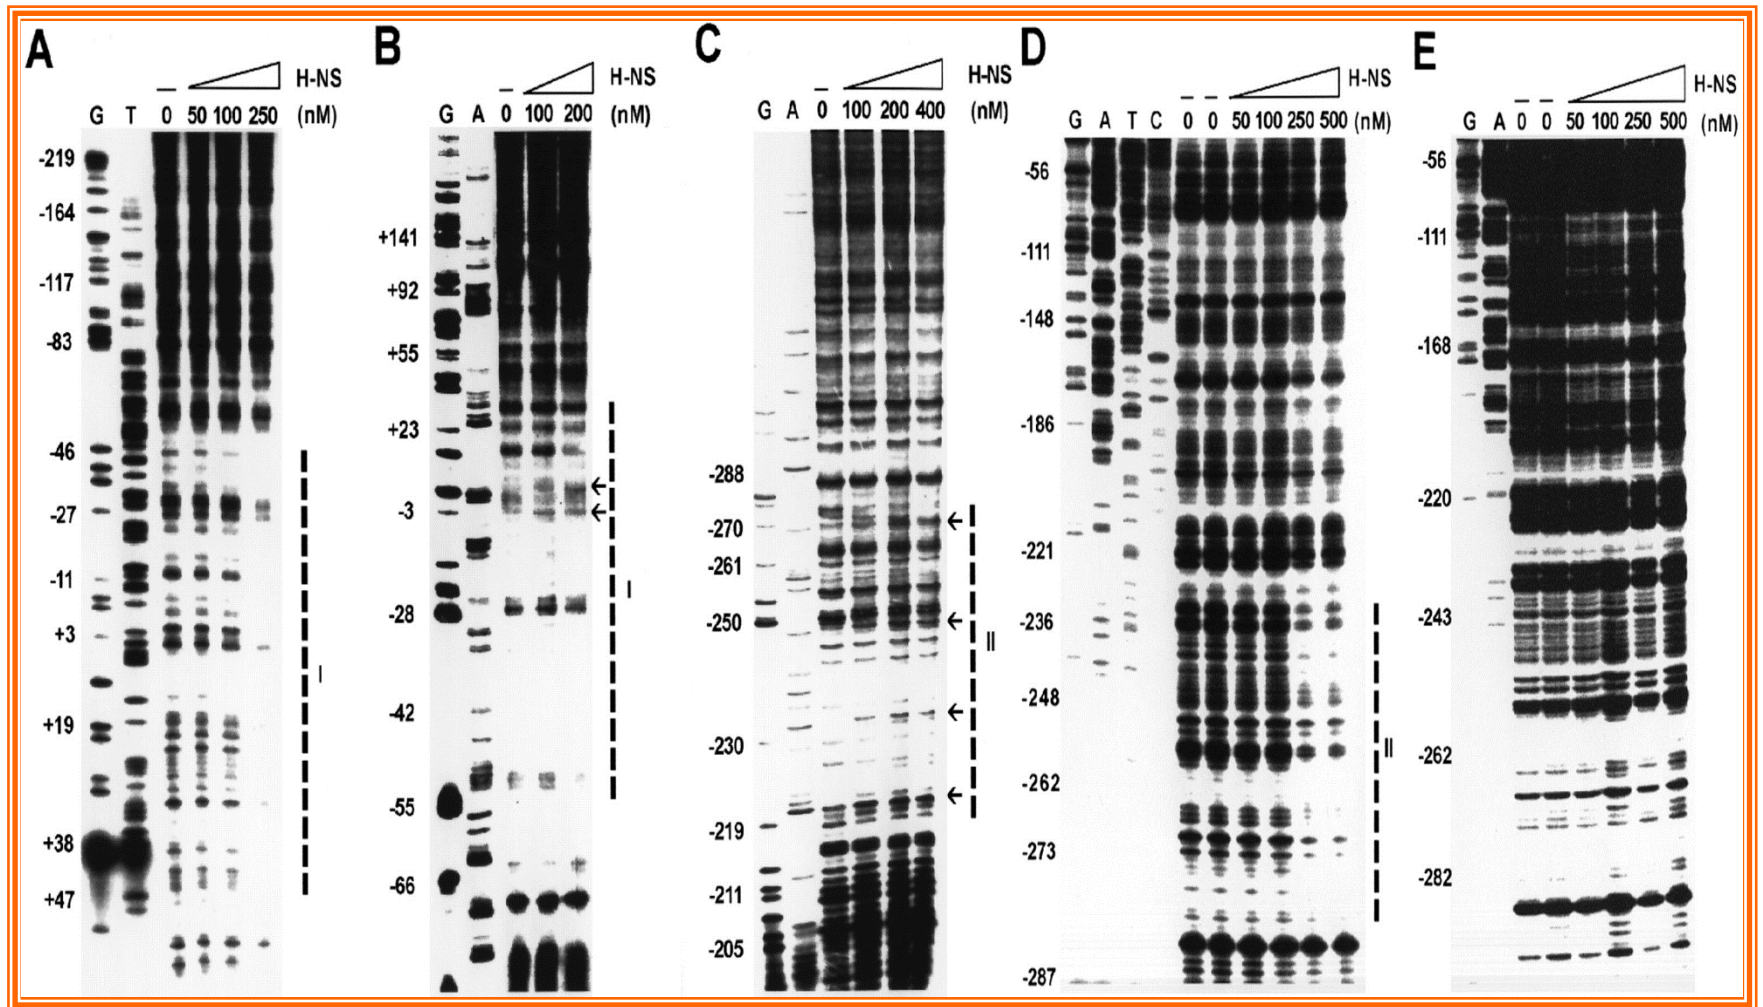 A
H-NS
G T 0 50 100 250 (nM)
-219
-164
-117
-83
-46
-27
-11
+3
+19
+38
+47
I
B
H-NS
G A 0 100 200 (nM)
+141
+92
+55
+23
-3
-28
-42
-55
-66
I
C
H-NS
G A 0 100 200 400 (nM)
-288
-270
-261
-250
-230
-219
-211
-205
II
D
H-NS
G A T C 0 0 50 100 250 500 (nM)
-56
-111
-148
-186
-221
-236
-248
-262
-273
-287
II
E
H-NS
G A 0 0 50 100 250 500 (nM)
-56
-111
-168
-220
-243
-262
-282